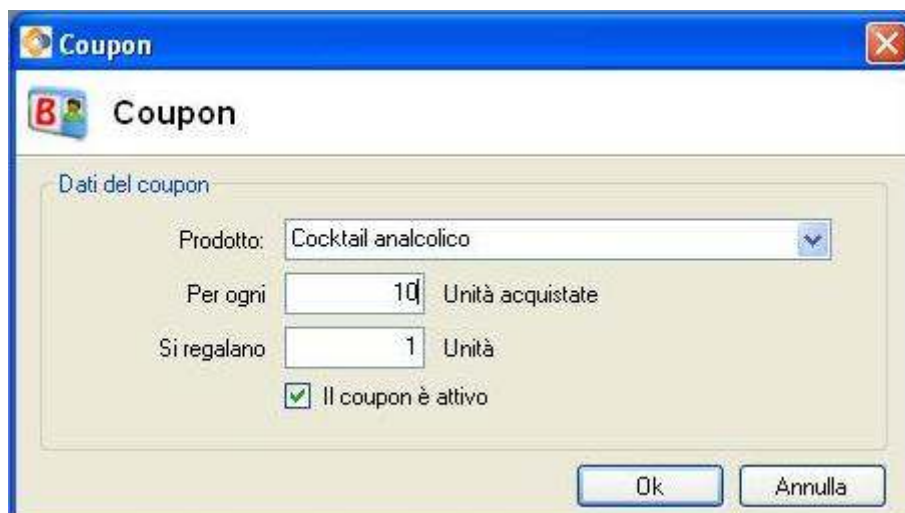 Coupon
B Coupon
Dati del coupon
Prodotto: Cocktail analcolico
Per ogni 10 Unità acquistate
Si regalano 1 Unità
Il coupon è attivo
Ok Annulla